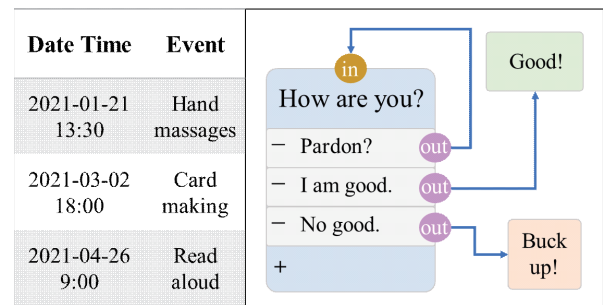 Date Time Event
2021-01-21 Hand
13:30 massages
2021-03-02 Card
18:00 making
2021-04-26 Read
9:00 aloud
in
How are you?
− Pardon? out
− I am good. out
− No good. out
+
Good!
Buck
up!